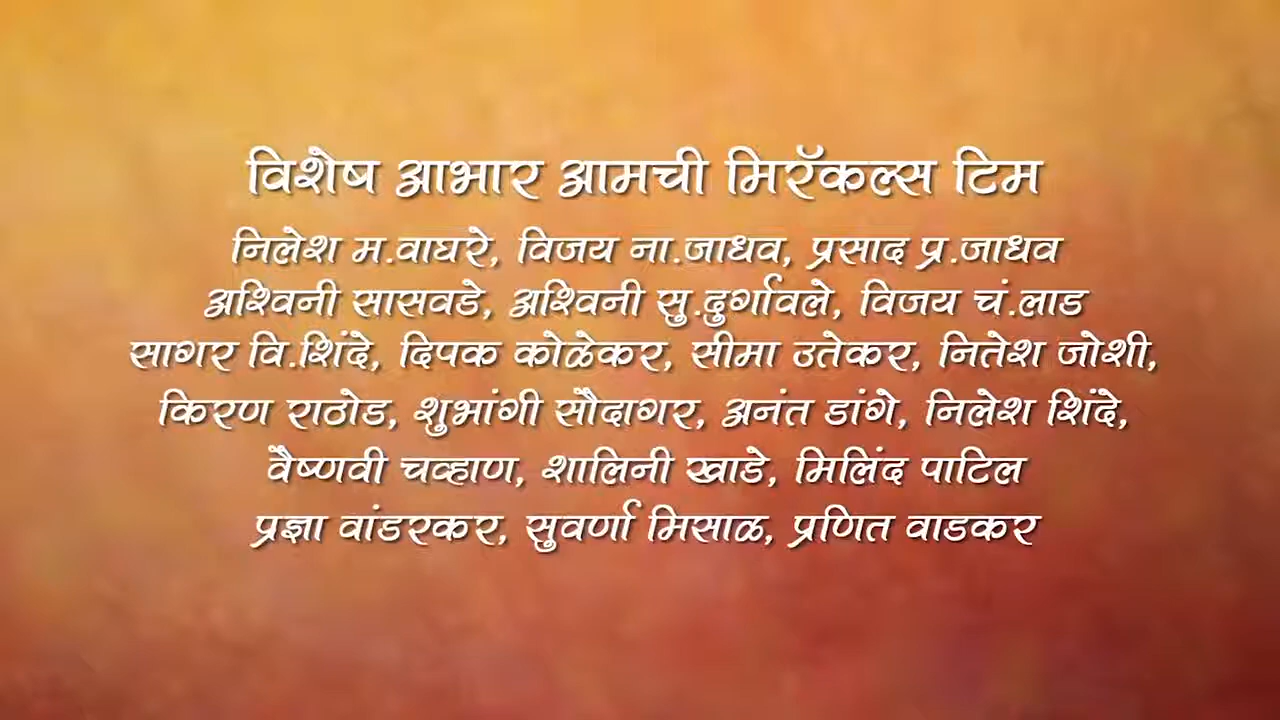 विशेष आभार आमची मिरॅकल्स टिम
निलेश म.वाघरे, विजय ना.जाधव, प्रसाद प्र.जाधव
अश्विनी सासवडे, अश्विनी सु.दुर्गावले, विजय चं.लाड
सागर वि.शिंदे, दिपक कोळेकर, सीमा उतेकर, नितेश जोशी,
किरण राठोड, शुभांगी सौदागर, अनंत डांगे, निलेश शिंदे,
वैष्णवी चव्हाण, शालिनी खाडे, मिलिंद पाटिल
प्रज्ञा वांडरकर, सुवर्णा मिसाळ, प्रणित वाडकर